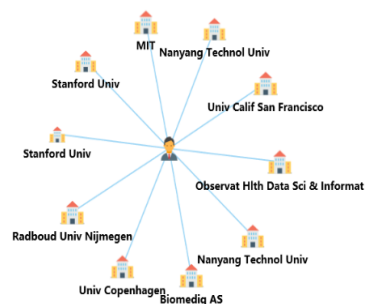 MIT
Nanyang Technol Univ
Stanford Univ
Univ Calif San Francisco
Stanford Univ
Observat Hlth Data Sci & Informat
Radboud Univ Nijmegen
Nanyang Technol Univ
Univ Copenhagen
Biomediq AS